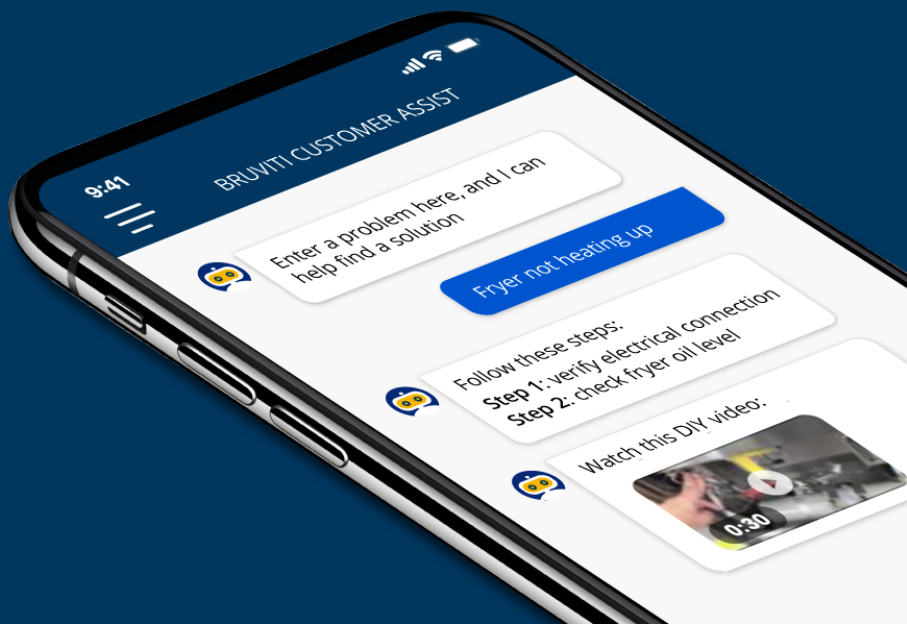 9:41
BRUVITI CUSTOMER ASSIST
Enter a problem here, and I can
help find a solution
Fryer not heating up
Follow these steps:
Step 1: verify electrical connection
Step 2: check fryer oil level
Watch this DIY video:
0:30